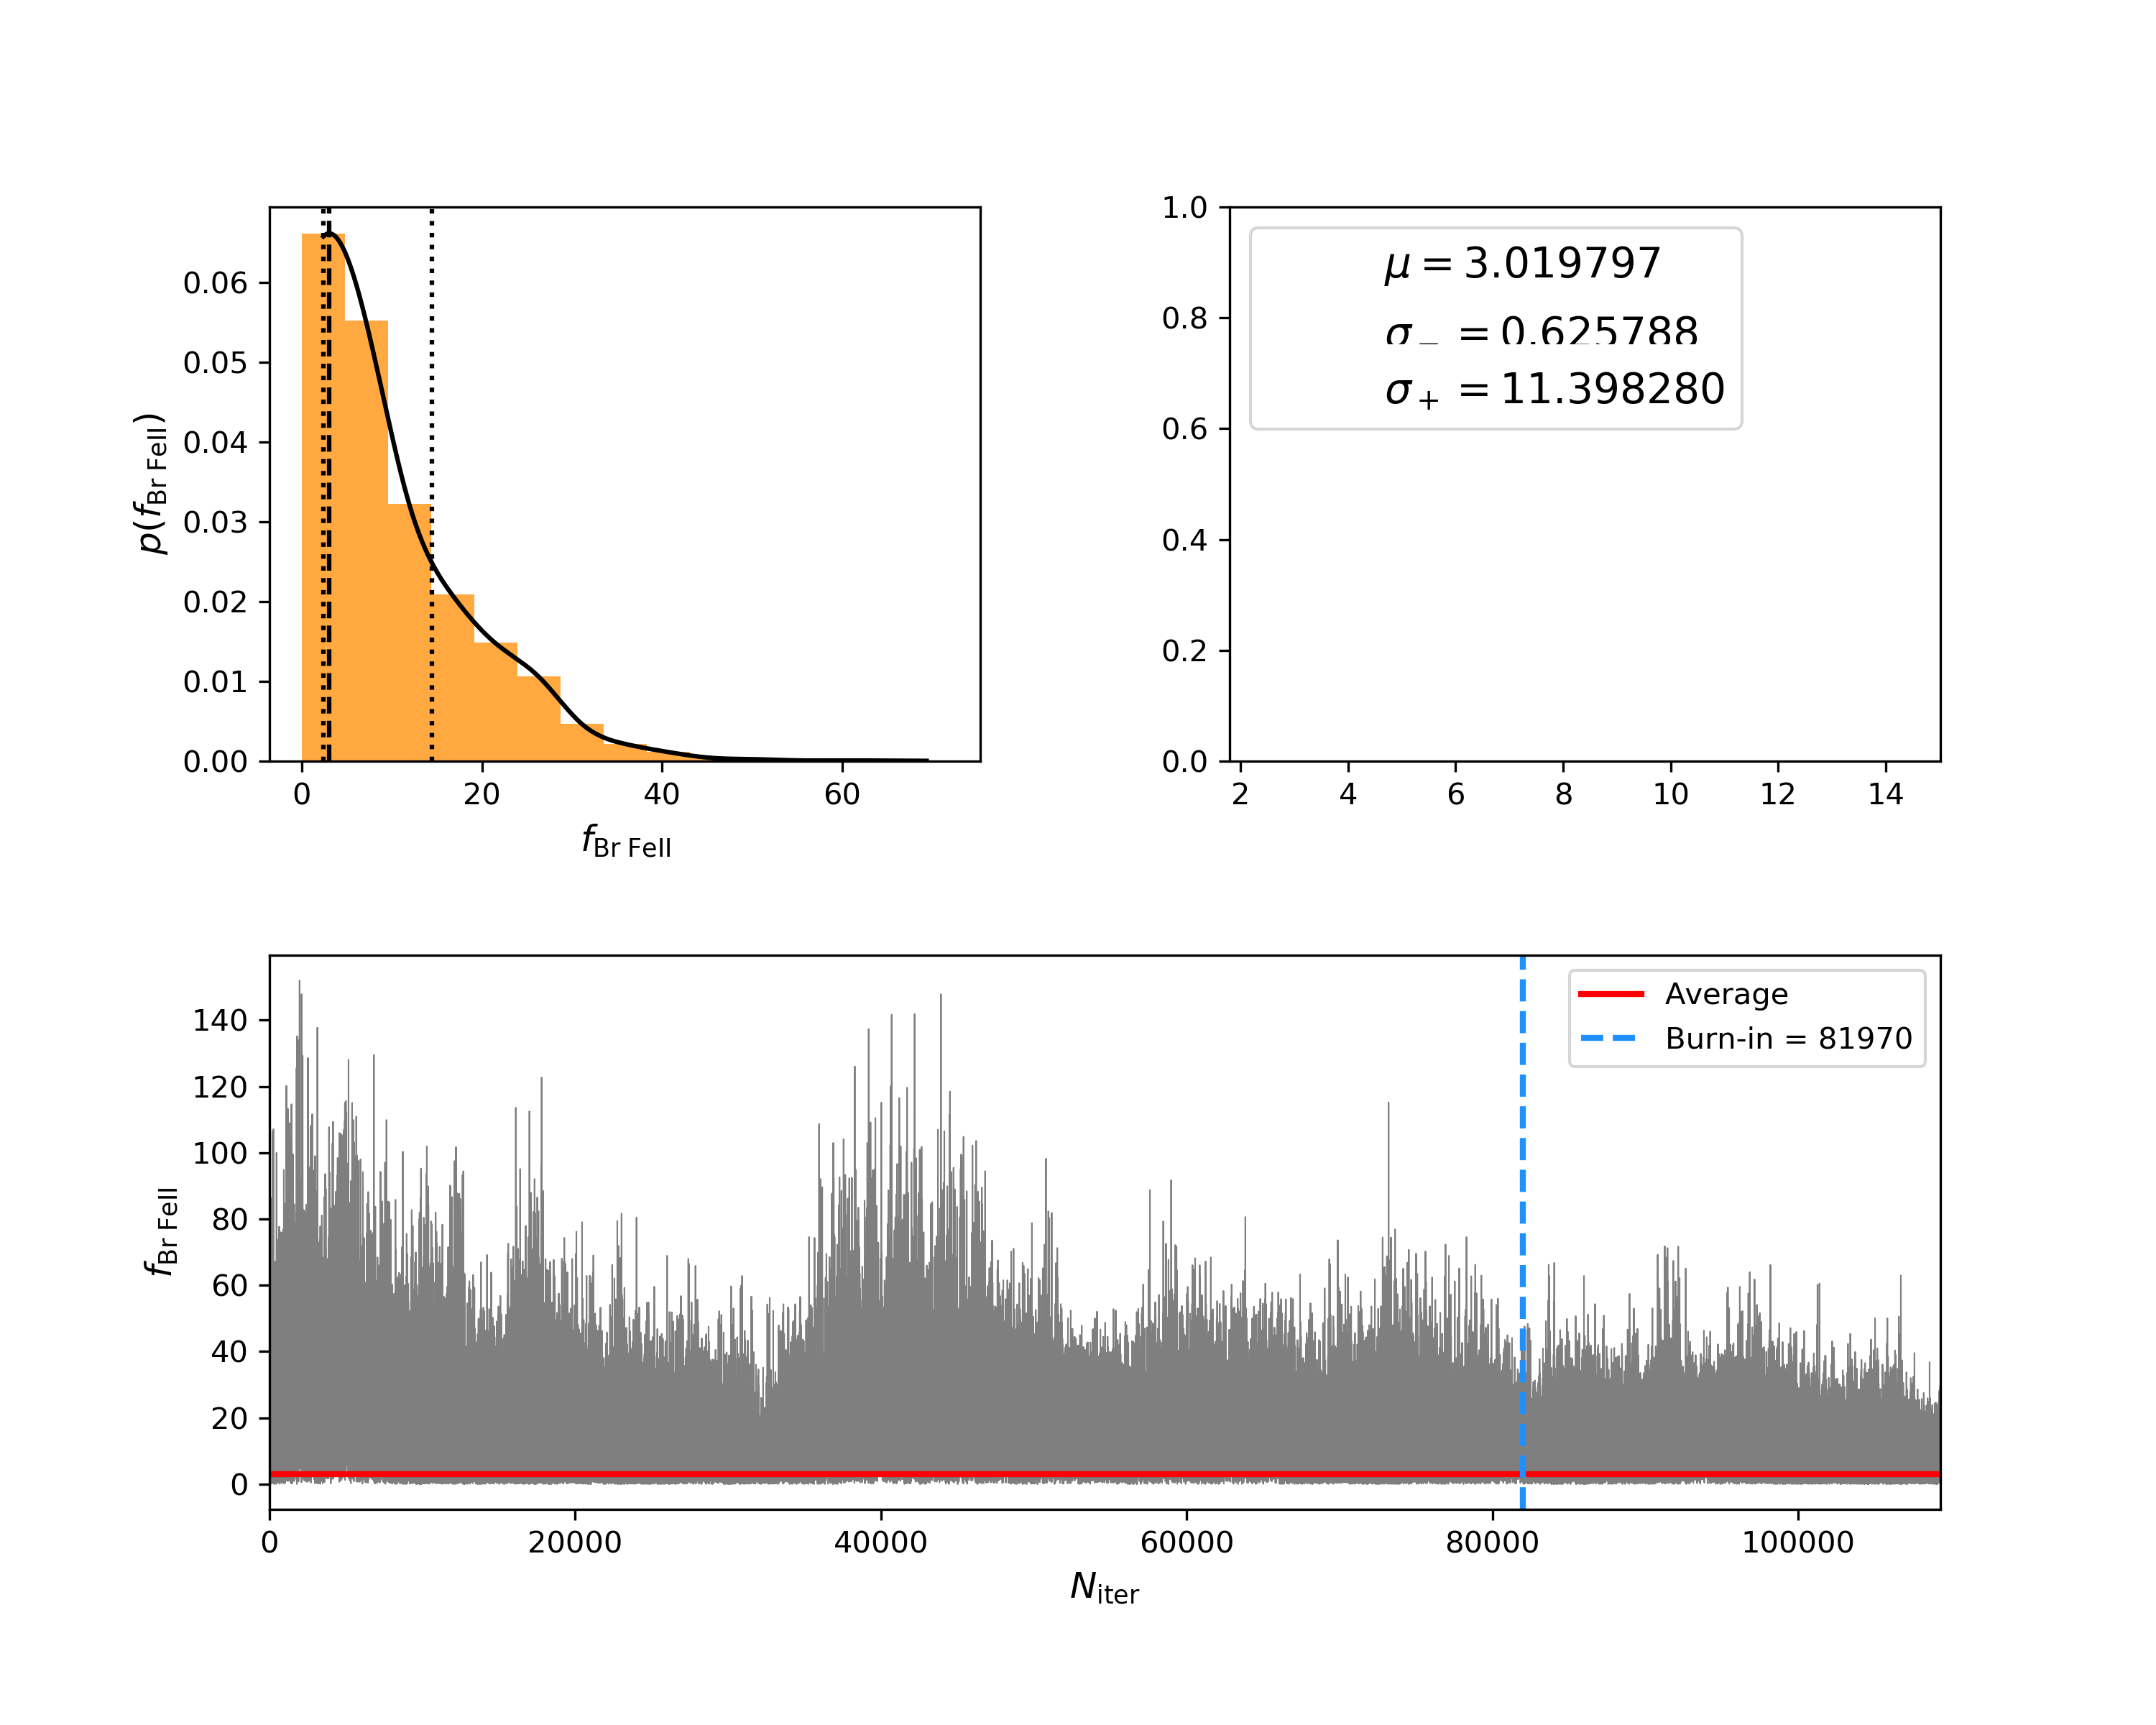 0.06
0.05
0.04
0.03
0.02
0.01
0.00
p(f_Br FeII)
0 20 40 60
f_Br FeII
1.0
0.8
0.6
0.4
0.2
0.0
μ = 3.019797
σ_− = 0.625788
σ_+ = 11.398280
2 4 6 8 10 12 14
140
120
100
80
60
40
20
0
f_Br FeII
Average
Burn-in = 81970
0 20000 40000 60000 80000 100000
N_iter